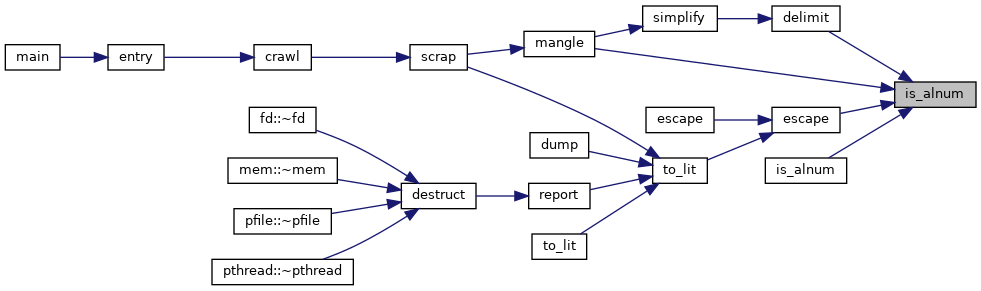 simplify
delimit
main
entry
crawl
scrap
mangle
is_alnum
fd::~fd
escape
escape
dump
mem::~mem
to_lit
is_alnum
destruct
report
pfile::~pfile
to_lit
pthread::~pthread